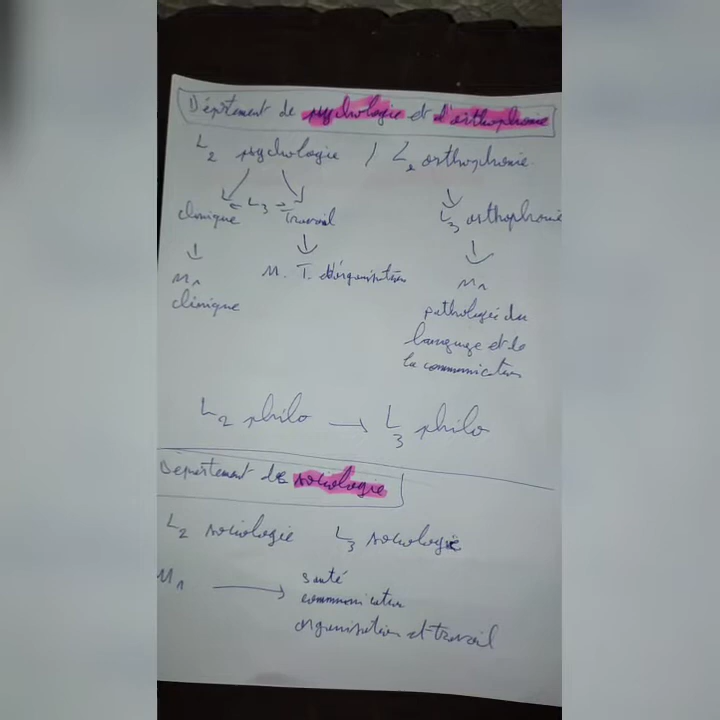 Département de psychologie et d'orthophonie
L2 psychologie / L2 orthophonie
clinique ← L3 → Travail
L3 orthophonie
M1 clinique
M. T. d'organisation
M1
pathologie du
language et de
la communication
L2 philo → L3 philo
Département de sociologie
L2 sociologie L3 sociologie
M1 → santé
communication
organisation et travail